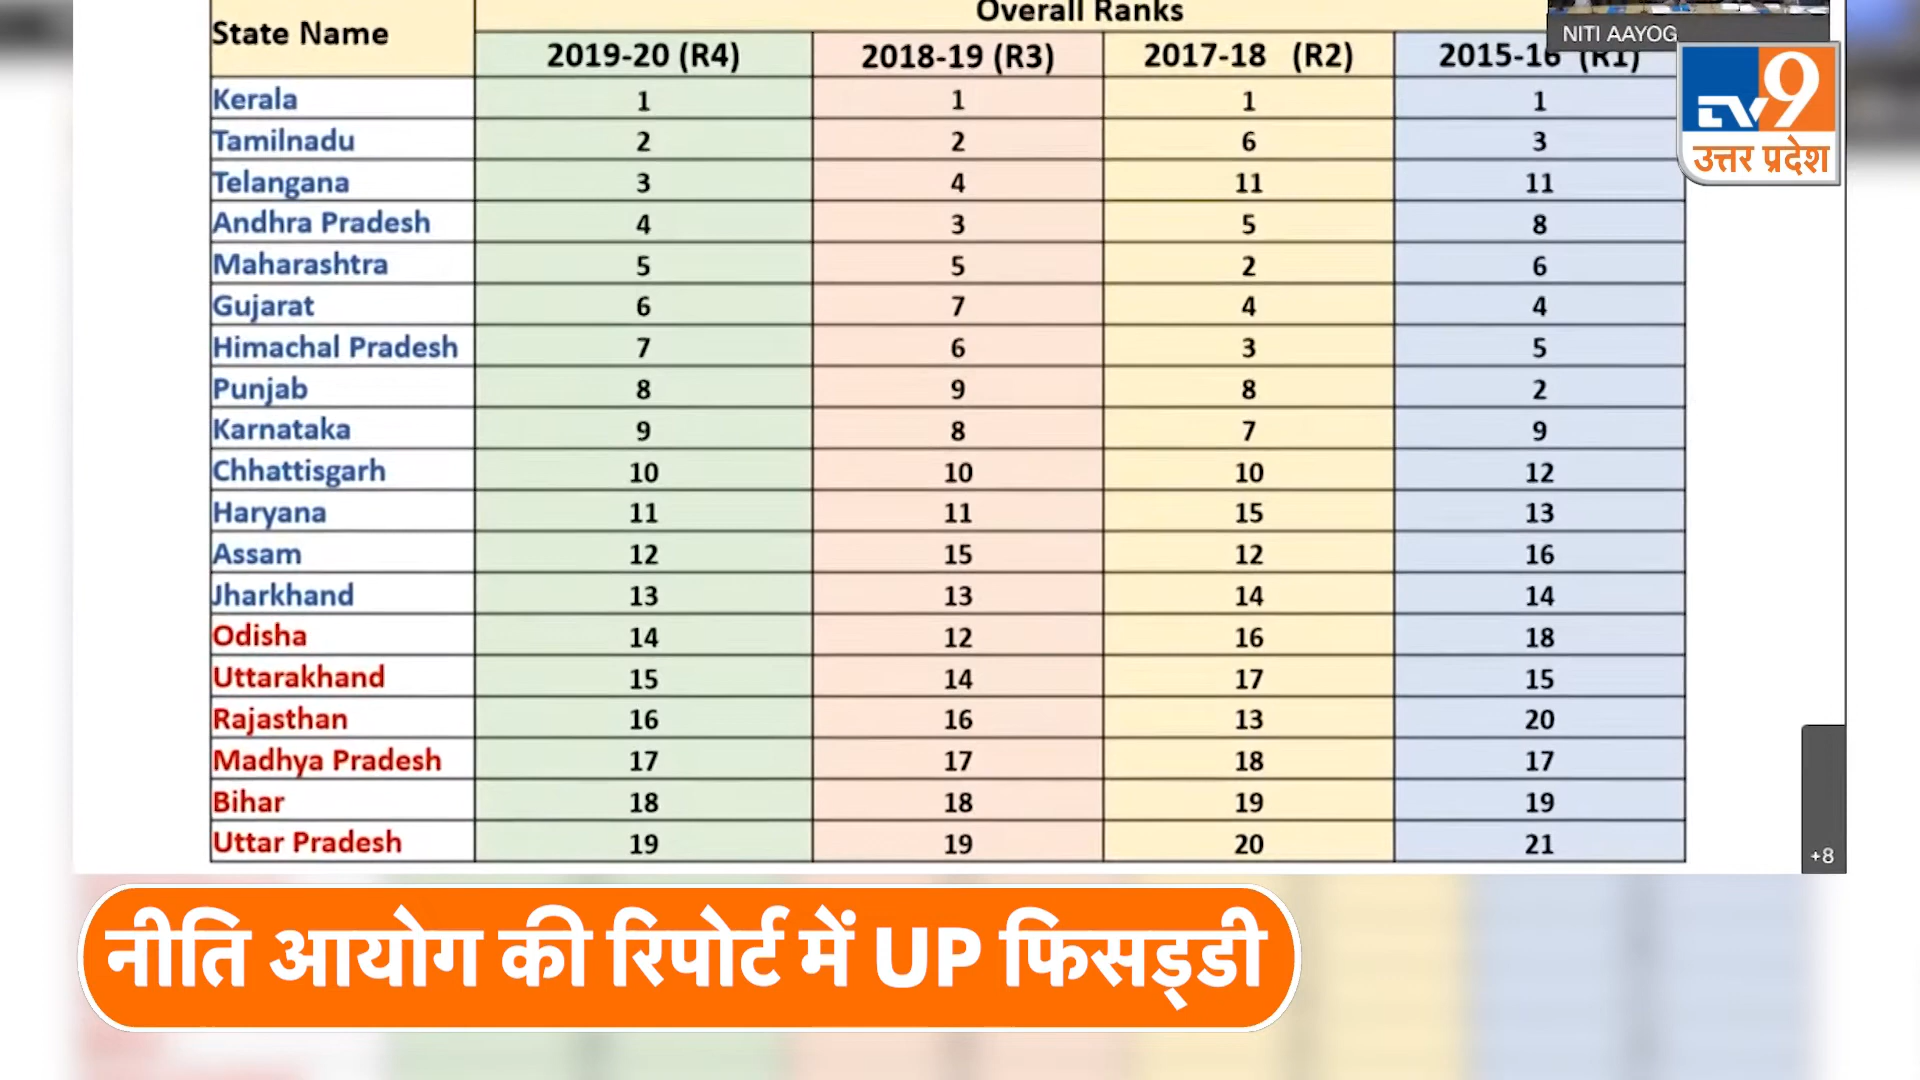 Overall Ranks
State Name
2019-20 (R4) 2018-19 (R3) 2017-18 (R2) 2015-16 (R1)
NITI AAYOG
TV9
उत्तर प्रदेश
Kerala 1 1 1 1
Tamilnadu 2 2 6 3
Telangana 3 4 11 11
Andhra Pradesh 4 3 5 8
Maharashtra 5 5 2 6
Gujarat 6 7 4 4
Himachal Pradesh 7 6 3 5
Punjab 8 9 8 2
Karnataka 9 8 7 9
Chhattisgarh 10 10 10 12
Haryana 11 11 15 13
Assam 12 15 12 16
Jharkhand 13 13 14 14
Odisha 14 12 16 18
Uttarakhand 15 14 17 15
Rajasthan 16 16 13 20
Madhya Pradesh 17 17 18 17
Bihar 18 18 19 19
Uttar Pradesh 19 19 20 21
+8
नीति आयोग की रिपोर्ट में UP फिसड्डी